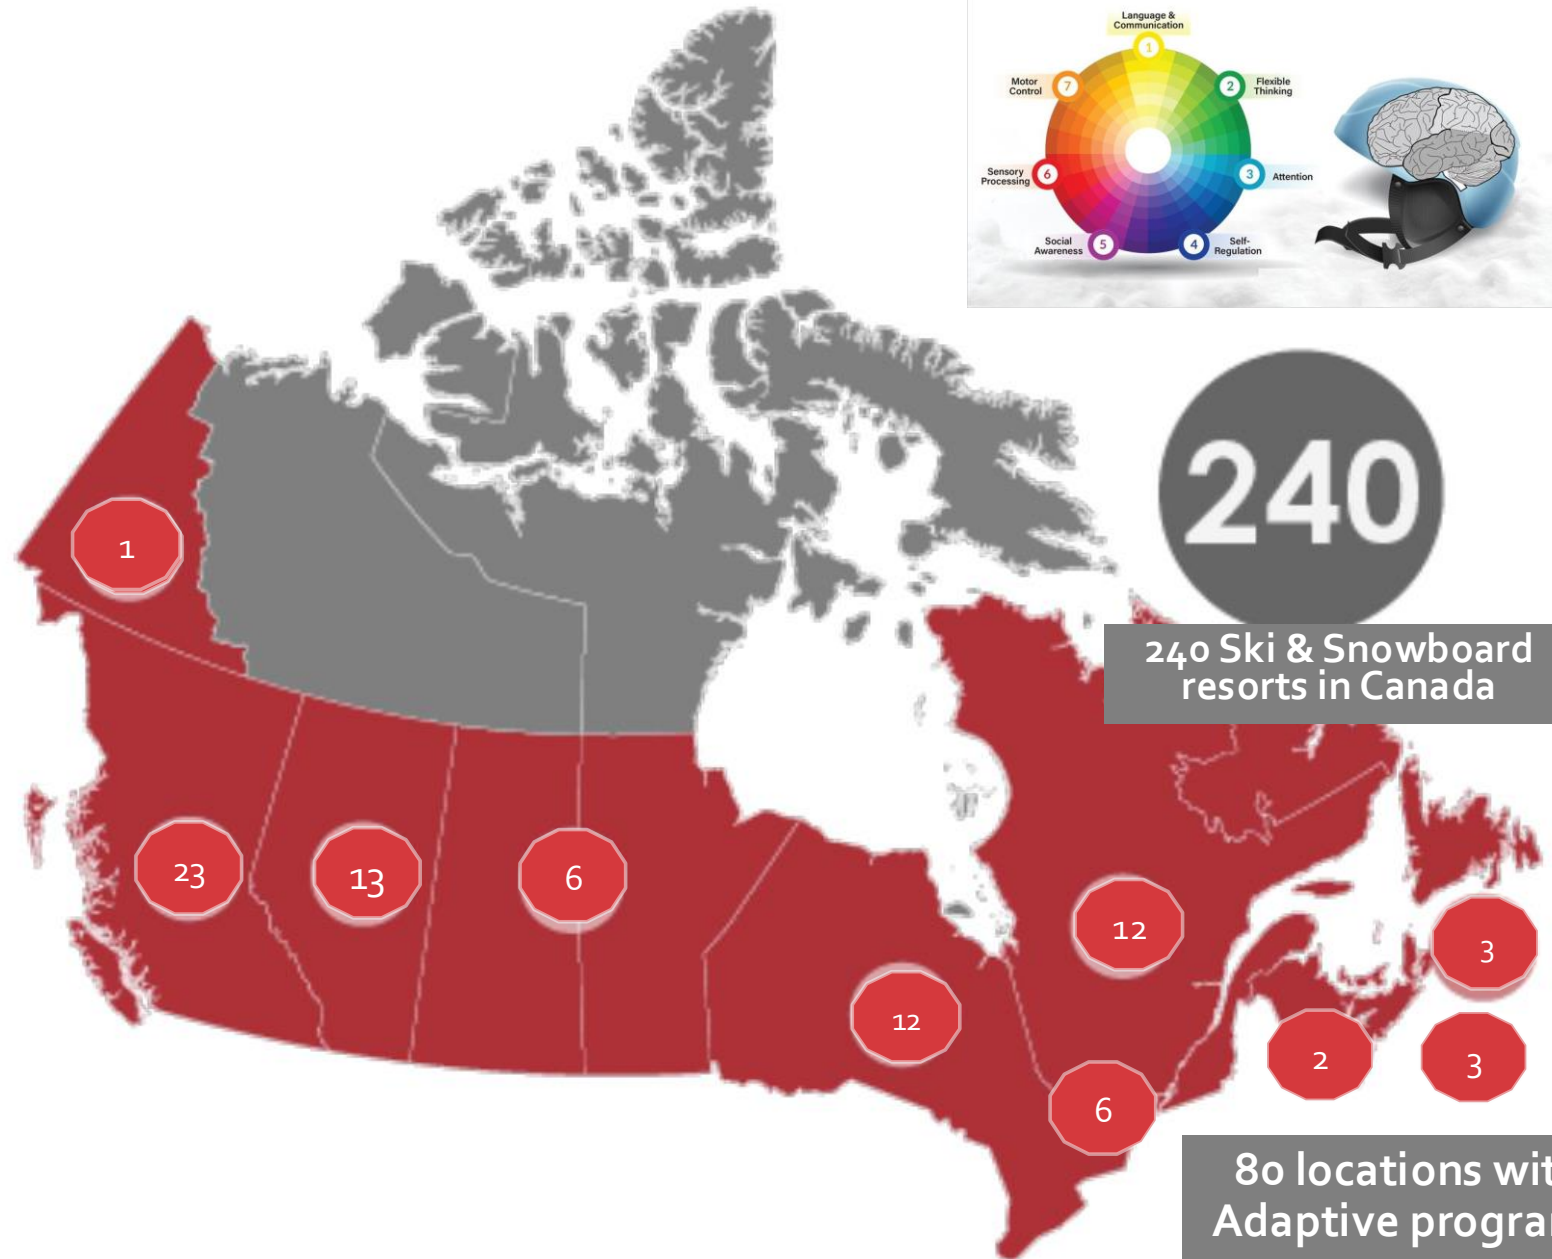 Language &
Communication
1
Motor
Control
7
2
Flexible
Thinking
Sensory
Processing
6
3
Attention
Social
Awareness
5
4
Self-
Regulation
240
240 Ski & Snowboard
resorts in Canada
1
23
13
6
12
12
3
2
3
6
80 locations wit
Adaptive progra